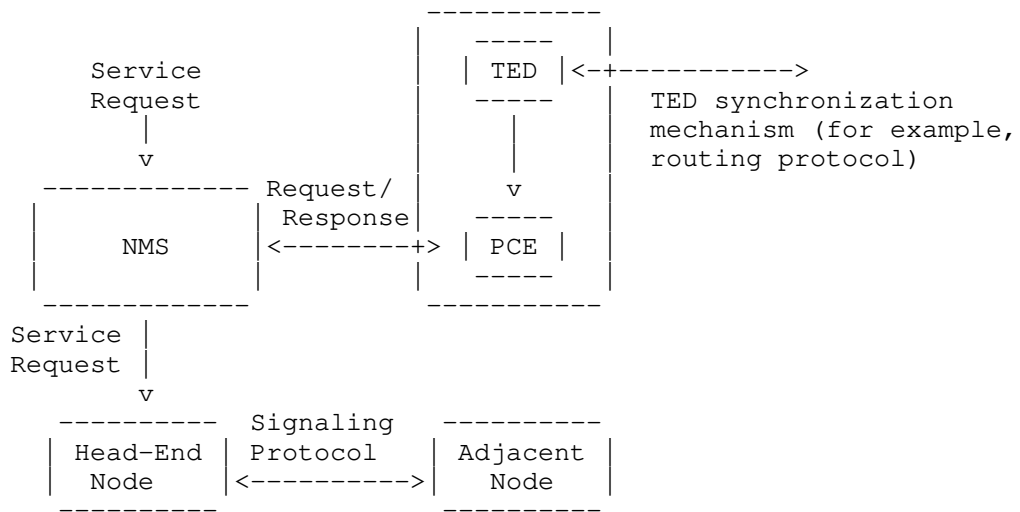 Service
Request
TED
TED synchronization
mechanism (for example,
routing protocol)
v
v
Request/
Response
NMS
PCE
Service
Request
v
Head-End
Node
Signaling
Protocol
Adjacent
Node